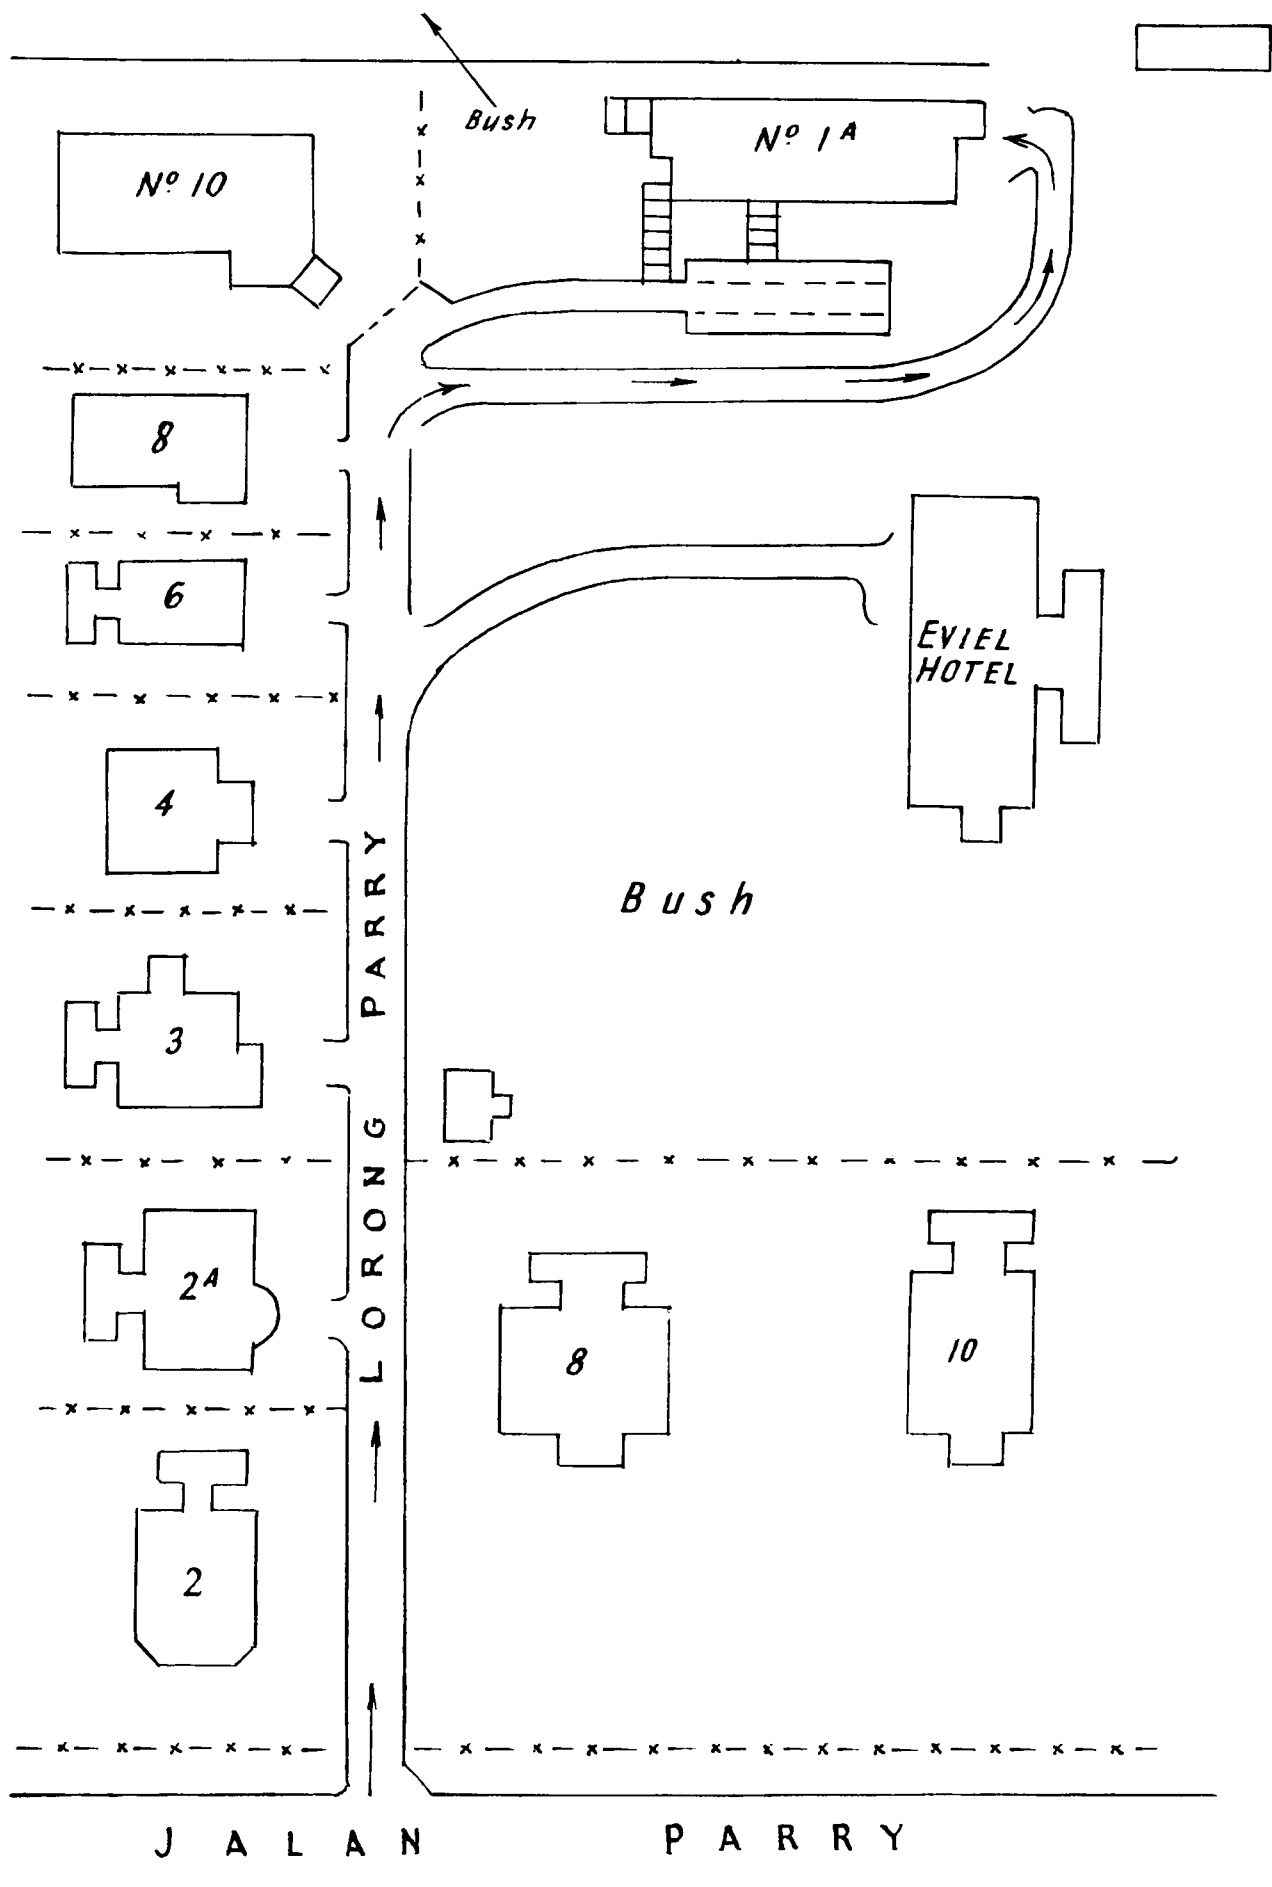 Bush
Nº 10
Nº 1A
8
6
EVIEL
HOTEL
4
Bush
3
LORONG PARRY
2A
8
10
2
JALAN PARRY